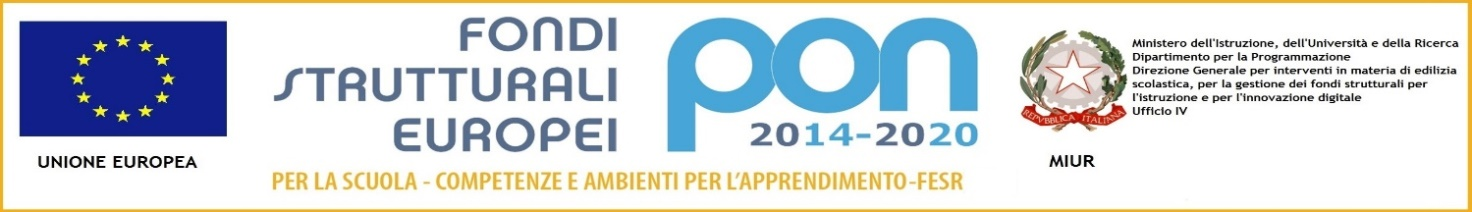 UNIONE EUROPEA
FONDI
STRUTTURALI
EUROPEI
pon
2014-2020
PER LA SCUOLA - COMPETENZE E AMBIENTI PER L'APPRENDIMENTO-FESR
REPVBBLICA ITALIANA
Ministero dell'Istruzione, dell'Università e della Ricerca
Dipartimento per la Programmazione
Direzione Generale per interventi in materia di edilizia
scolastica, per la gestione dei fondi strutturali per
l'istruzione e per l'innovazione digitale
Ufficio IV
MIUR